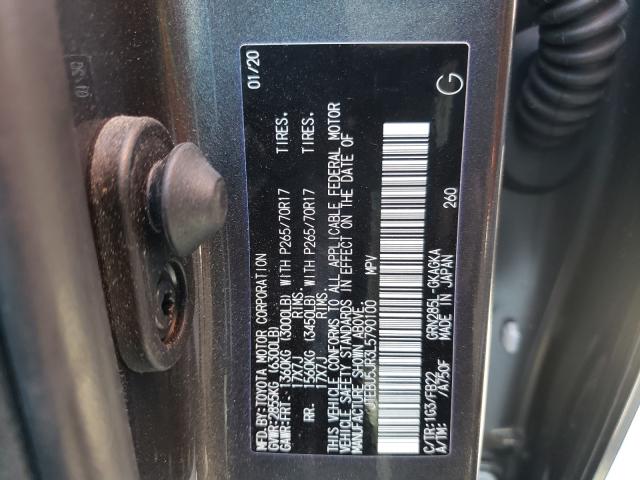 MFD.BY:TOYOTA MOTOR CORPORATION 01/20
GVWR:2855KG (6300LB)
GAWR:FRT. 1360KG (3000LB) WITH P265/70R17 TIRES.
17X7J RIMS.
RR. 1560KG (3450LB) WITH P265/70R17 TIRES.
17X7J RIMS.
THIS VEHICLE CONFORMS TO ALL APPLICABLE FEDERAL MOTOR
VEHICLE SAFETY STANDARDS IN EFFECT ON THE DATE OF
MANUFACTURE SHOWN ABOVE.
JTEBU5JR3L5790100 MPV
260
C/TR:1G3/FB22 GRN285L-GKAGKA
A/TM: /A750F MADE IN JAPAN
G